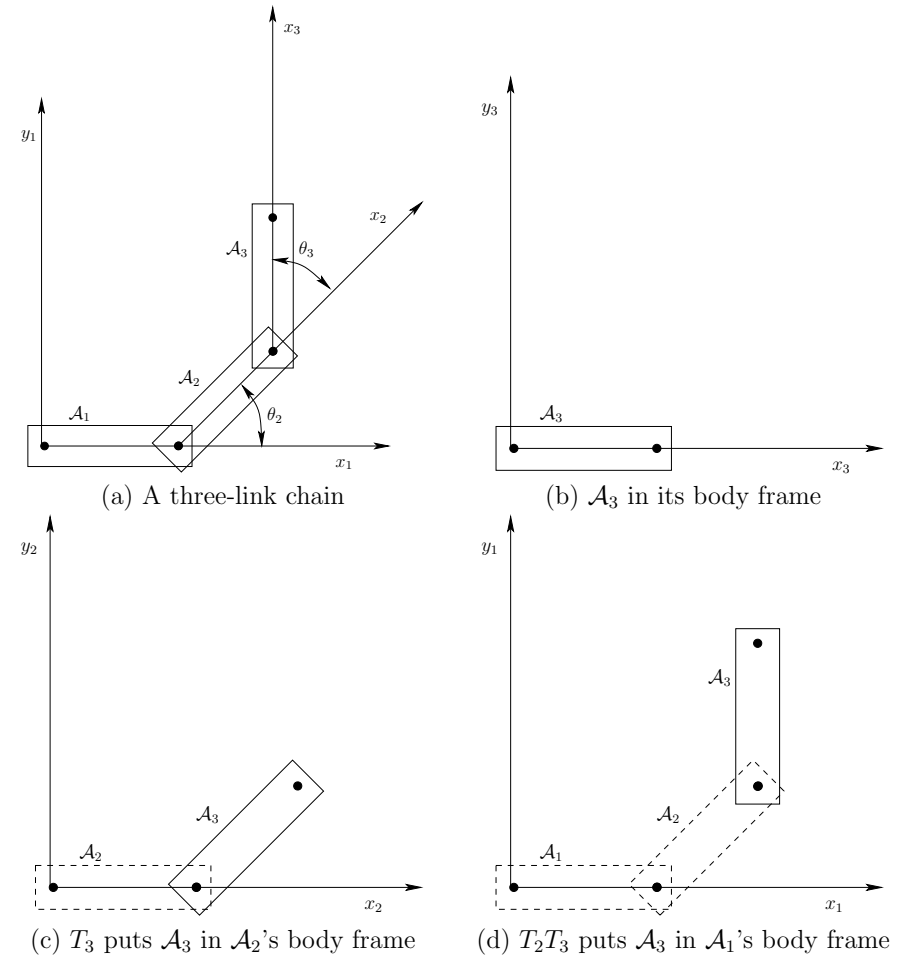 x₃
y₁
x₂
𝒜₃
θ₃
𝒜₂
θ₂
𝒜₁
x₁
(a) A three-link chain
y₃
𝒜₃
x₃
(b) 𝒜₃ in its body frame
y₂
𝒜₃
𝒜₂
x₂
(c) T₃ puts 𝒜₃ in 𝒜₂'s body frame
y₁
𝒜₃
𝒜₂
𝒜₁
x₁
(d) T₂T₃ puts 𝒜₃ in 𝒜₁'s body frame